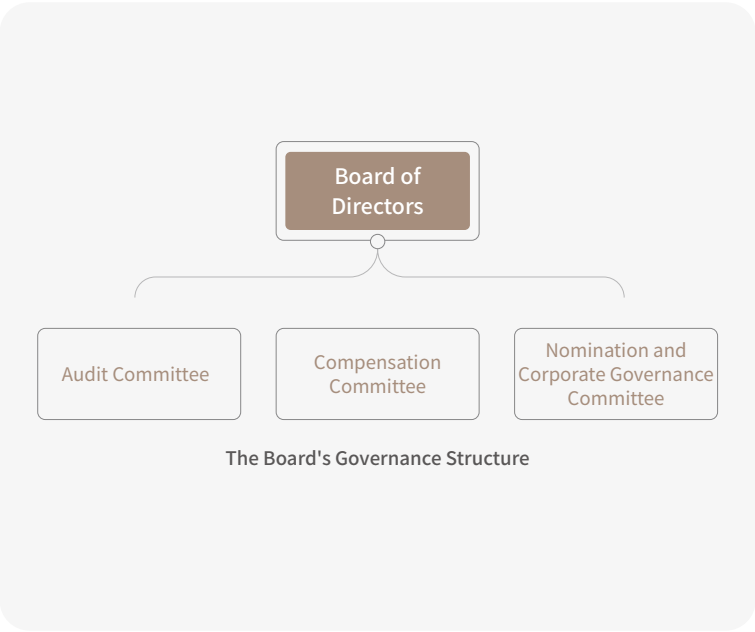 Board of
Directors
Audit Committee
Compensation
Committee
Nomination and
Corporate Governance
Committee
The Board's Governance Structure